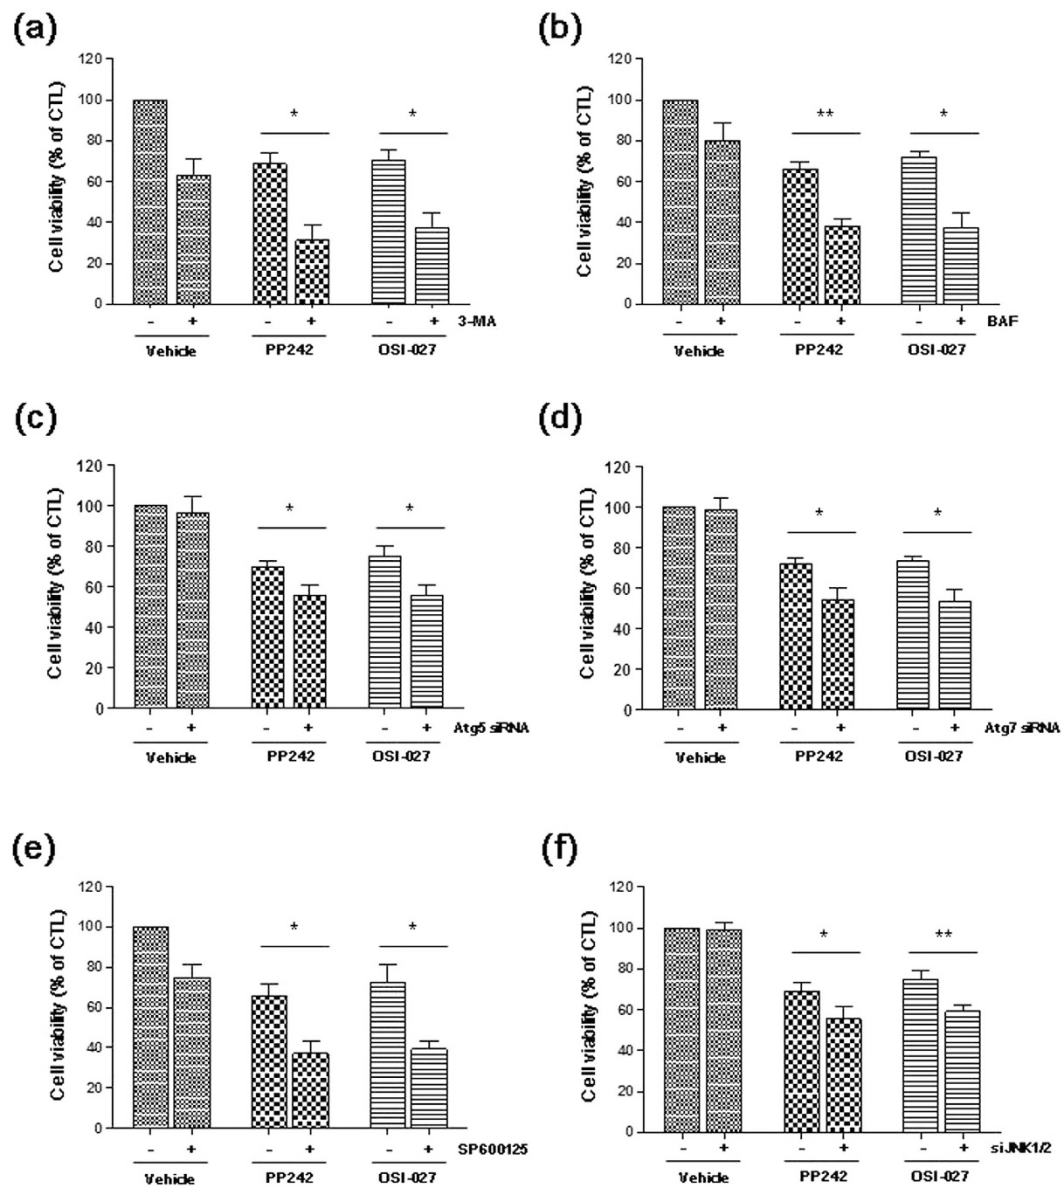 (a)
(b)
Cell viability (% of CTL)
120
100
80
60
40
20
0
* *
- + - + - + 3-MA
Vehicle PP242 OSI-027
Cell viability (% of CTL)
120
100
80
60
40
20
0
** *
- + - + - + BAF
Vehicle PP242 OSI-027
(c)
(d)
Cell viability (% of CTL)
120
100
80
60
40
20
0
* *
- + - + - + Atg5 siRNA
Vehicle PP242 OSI-027
Cell viability (% of CTL)
120
100
80
60
40
20
0
* *
- + - + - + Atg7 siRNA
Vehicle PP242 OSI-027
(e)
(f)
Cell viability (% of CTL)
120
100
80
60
40
20
0
* *
- + - + - + SP600125
Vehicle PP242 OSI-027
Cell viability (% of CTL)
120
100
80
60
40
20
0
* **
- + - + - + siJNK1/2
Vehicle PP242 OSI-027